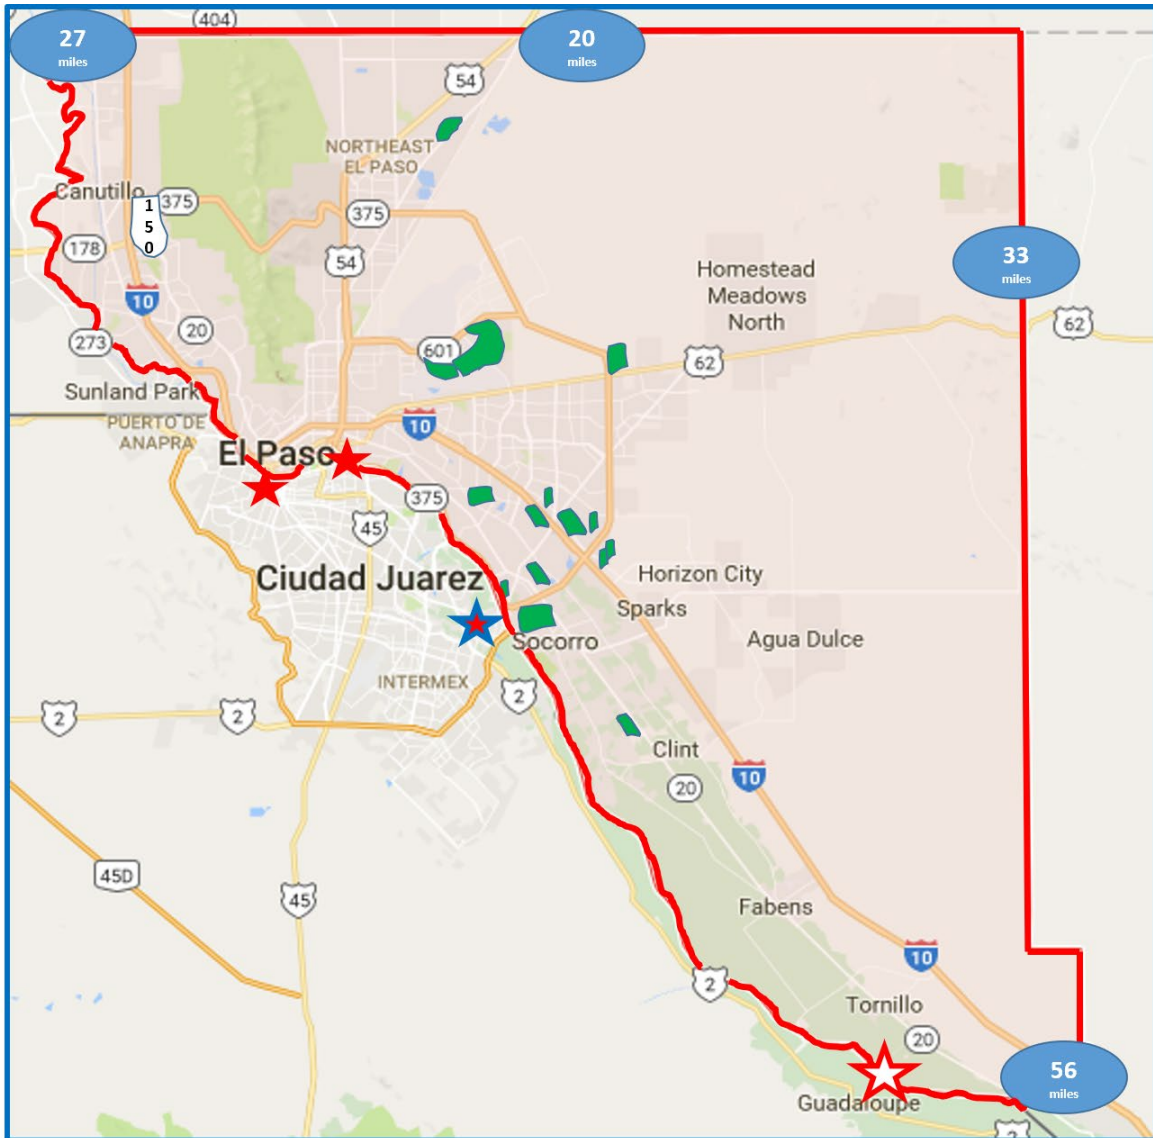 404
27
miles
20
miles
54
NORTHEAST
EL PASO
Canutillo
375
1
5
0
375
178
54
33
miles
Homestead
Meadows
North
10
20
62
273
601
62
Sunland Park
PUERTO DE
ANAPRA
10
El Paso
375
45
Ciudad Juarez
Horizon City
Sparks
Socorro
Agua Dulce
INTERMEX
2
2
2
Clint
10
20
45D
45
Fabens
10
2
Tornillo
20
56
miles
Guadaloupe
2